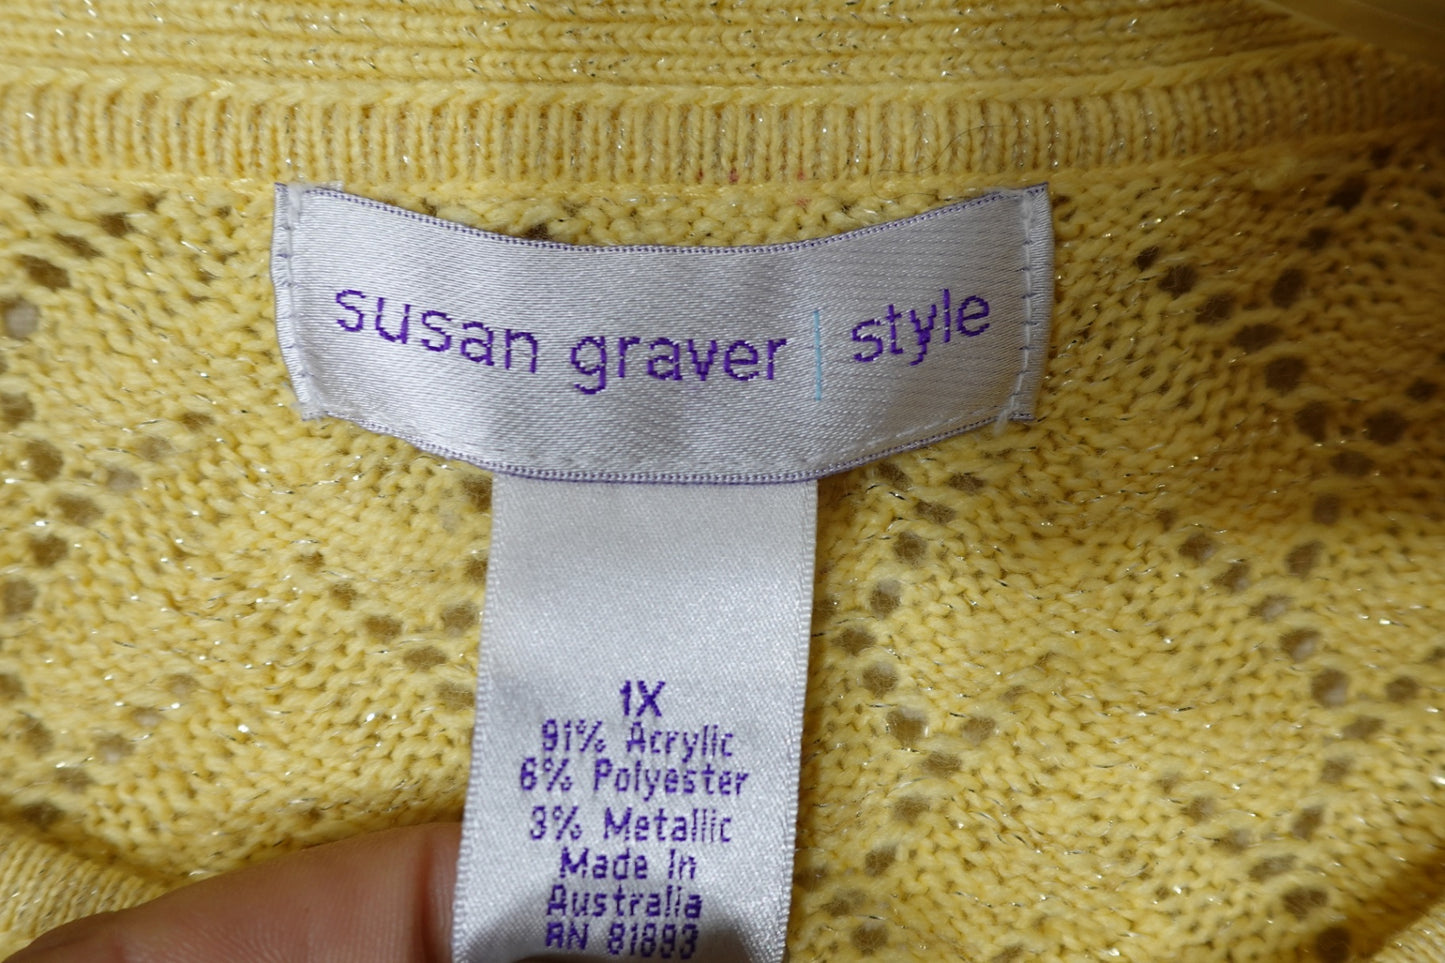 susan graver | style
1X
91% Acrylic
6% Polyester
3% Metallic
Made In
Australia
RN 81893